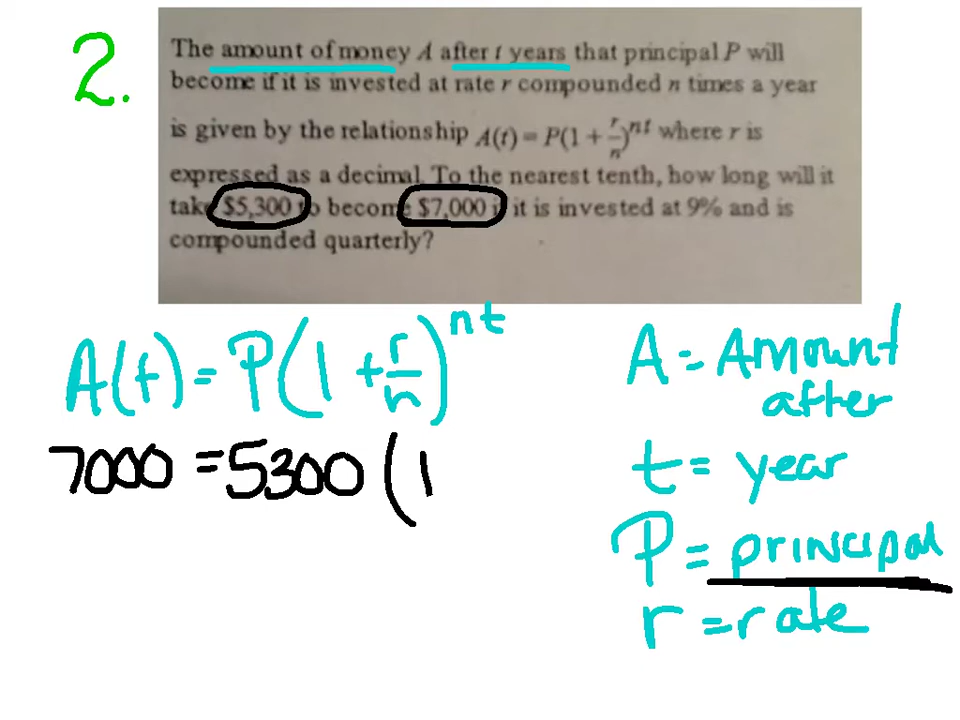 2.
The amount of money A after t years that principal P will
become if it is invested at rate r compounded n times a year
is given by the relationship A(t) = P(1 + r/n)^nt where r is
expressed as a decimal. To the nearest tenth, how long will it
take $5,300 to become $7,000 if it is invested at 9% and is
compounded quarterly?
A(t) = P(1 + r/n)^nt
7000 = 5300 (1
A = Amount
after
t = year
P = principal
r = rate